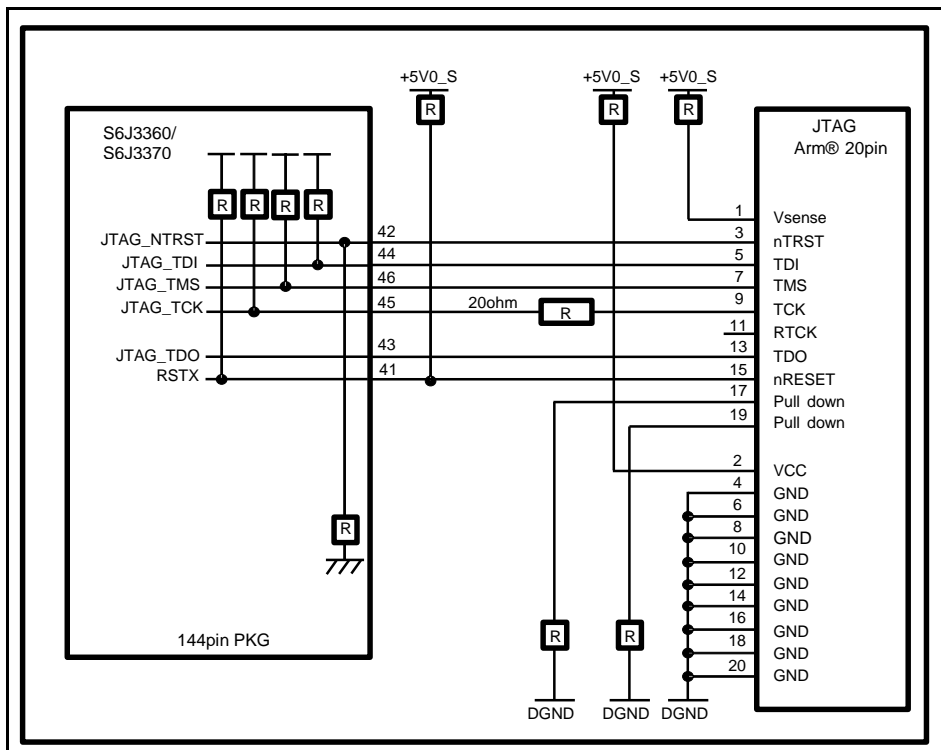 +5V0_S +5V0_S +5V0_S
R R R
S6J3360/
S6J3370
JTAG
Arm® 20pin
R R R R
1 Vsense
JTAG_NTRST 42 3 nTRST
JTAG_TDI 44 5 TDI
JTAG_TMS 46 7 TMS
JTAG_TCK 45 20ohm R 9 TCK
11 RTCK
JTAG_TDO 43 13 TDO
RSTX 41 15 nRESET
17 Pull down
19 Pull down
2 VCC
4 GND
6 GND
R
8 GND
10 GND
12 GND
14 GND
16 GND
R R
144pin PKG
18 GND
20 GND
DGND DGND DGND